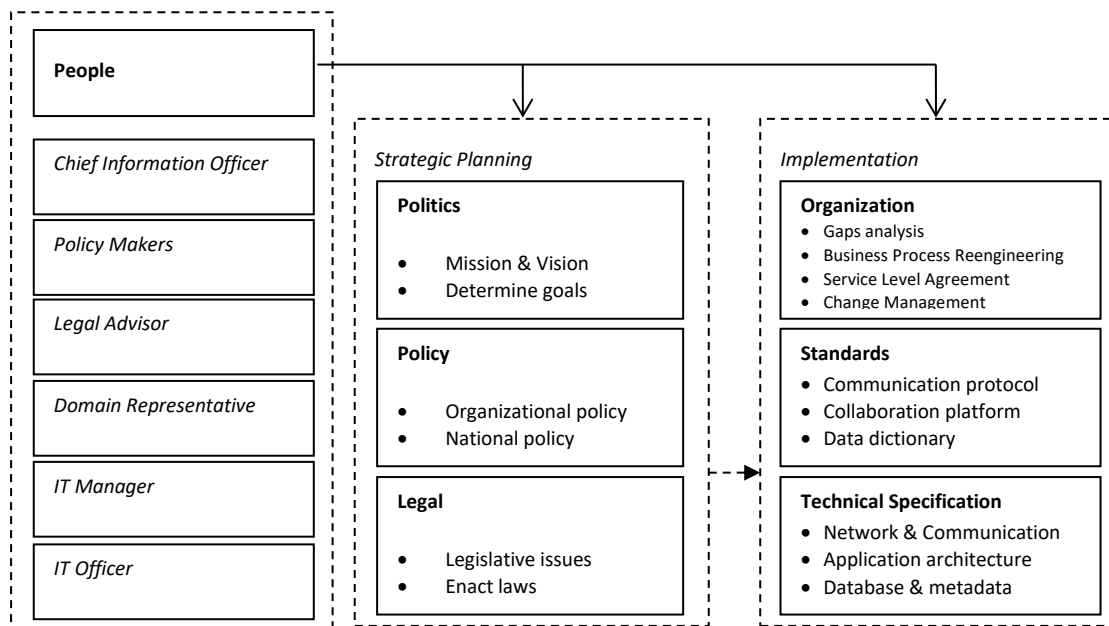 People
Chief Information Officer
Policy Makers
Legal Advisor
Domain Representative
IT Manager
IT Officer
Strategic Planning
Politics
• Mission & Vision
• Determine goals
Policy
• Organizational policy
• National policy
Legal
• Legislative issues
• Enact laws
Implementation
Organization
• Gaps analysis
• Business Process Reengineering
• Service Level Agreement
• Change Management
Standards
• Communication protocol
• Collaboration platform
• Data dictionary
Technical Specification
• Network & Communication
• Application architecture
• Database & metadata